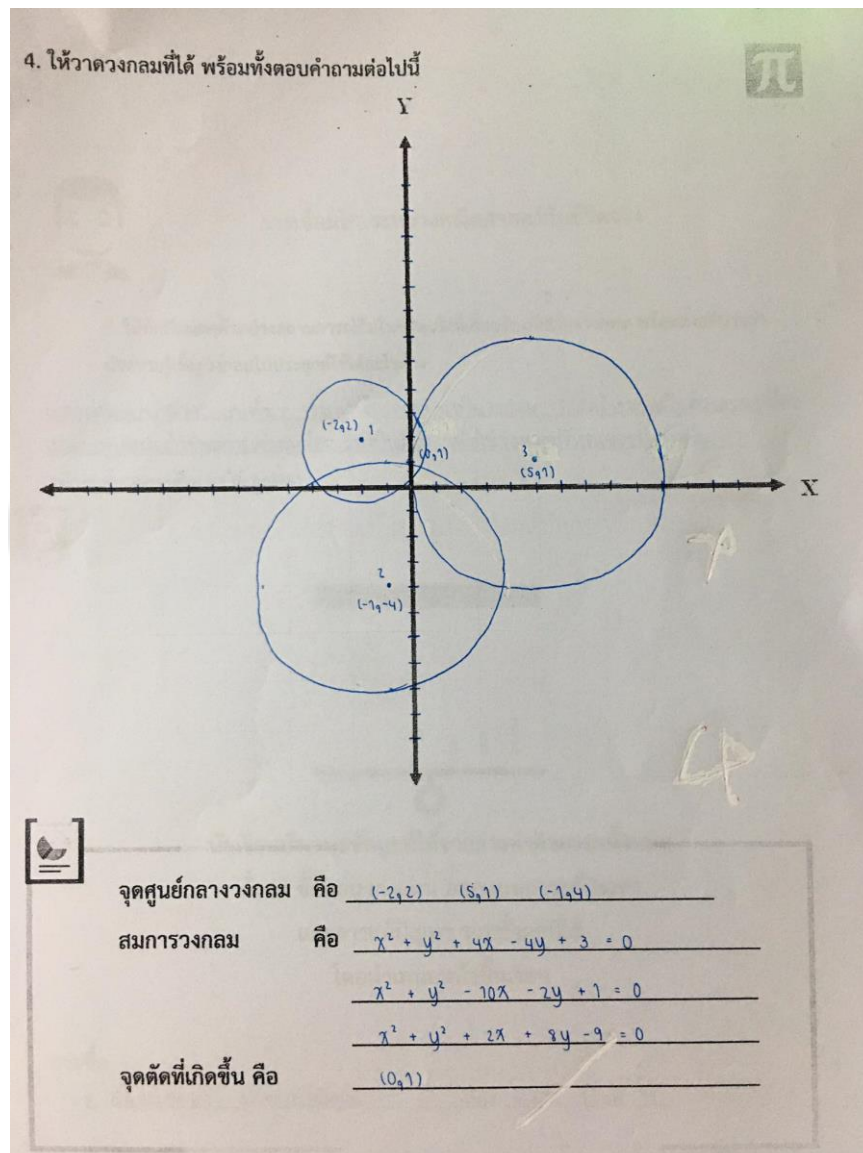 4. ให้วาดวงกลมที่ได้ พร้อมทั้งตอบคำถามต่อไปนี้
π
Y
(-2,2) 1
(0,1)
3
(5,1)
X
2
(-1,-4)
จุดศูนย์กลางวงกลม คือ (-2,2) (5,1) (-1,4)
สมการวงกลม คือ x² + y² + 4x - 4y + 3 = 0
x² + y² - 10x - 2y + 1 = 0
x² + y² + 2x + 8y - 9 = 0
จุดตัดที่เกิดขึ้น คือ (0,1)